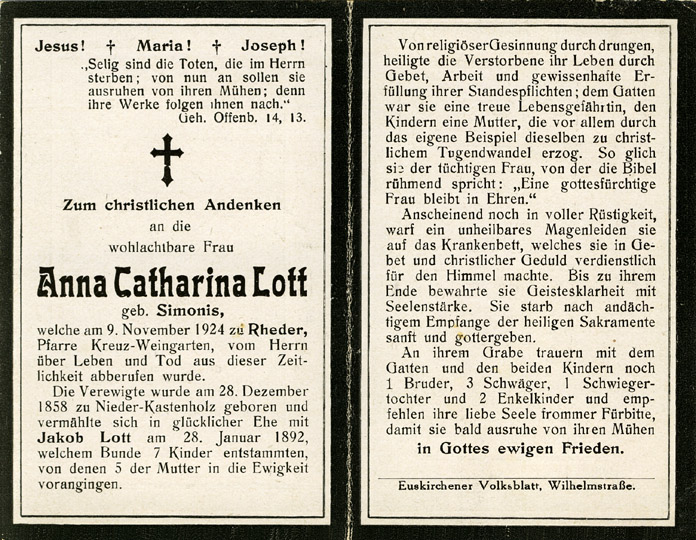 Jesus! † Maria! † Joseph!
„Selig sind die Toten, die im Herrn
sterben; von nun an sollen sie
ausruhen von ihren Mühen; denn
ihre Werke folgen ihnen nach.“
Geh. Offenb. 14, 13.
Zum christlichen Andenken
an die
wohlachtbare Frau
Anna Catharina Lott
geb. Simonis,
welche am 9. November 1924 zu Rheder,
Pfarre Kreuz-Weingarten, vom Herrn
über Leben und Tod aus dieser Zeit-
lichkeit abberufen wurde.
Die Verewigte wurde am 28. Dezember
1858 zu Nieder-Kastenholz geboren und
vermählte sich in glücklicher Ehe mit
Jakob Lott am 28. Januar 1892,
welchem Bunde 7 Kinder entstammten,
von denen 5 der Mutter in die Ewigkeit
vorangingen.
Von religiöser Gesinnung durchdrungen,
heiligte die Verstorbene ihr Leben durch
Gebet, Arbeit und gewissenhafte Er-
füllung ihrer Standespflichten; dem Gatten
war sie eine treue Lebensgefährtin, den
Kindern eine Mutter, die vor allem durch
das eigene Beispiel dieselben zu christ-
lichem Tugendwandel erzog. So glich
sie der tüchtigen Frau, von der die Bibel
rühmend spricht: „Eine gottesfürchtige
Frau bleibt in Ehren.“
Anscheinend noch in voller Rüstigkeit,
warf ein unheilbares Magenleiden sie
auf das Krankenbett, welches sie in Ge-
bet und christlicher Geduld verdienstlich
für den Himmel machte. Bis zu ihrem
Ende bewahrte sie Geistesklarheit mit
Seelenstärke. Sie starb nach andäch-
tigem Empfange der heiligen Sakramente
sanft und gottergeben.
An ihrem Grabe trauern mit dem
Gatten und den beiden Kindern noch
1 Bruder, 3 Schwäger, 1 Schwieger-
tochter und 2 Enkelkinder und emp-
fehlen ihre liebe Seele frommer Fürbitte,
damit sie bald ausruhe von ihren Mühen
in Gottes ewigen Frieden.
Euskirchener Volksblatt, Wilhelmstraße.